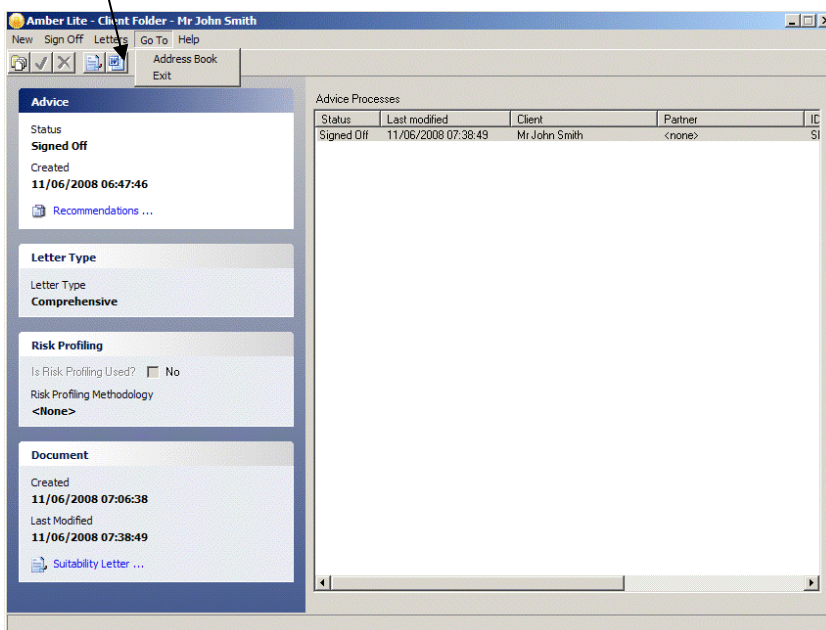 Amber Lite - Client Folder - Mr John Smith
New Sign Off Letters Go To Help
Address Book
Exit
Advice
Status
Signed Off
Created
11/06/2008 06:47:46
Recommendations ...
Letter Type
Letter Type
Comprehensive
Risk Profiling
Is Risk Profiling Used? No
Risk Profiling Methodology
<None>
Document
Created
11/06/2008 07:06:38
Last Modified
11/06/2008 07:38:49
Suitability Letter ...
Advice Processes
Status Last modified Client Partner
Signed Off 11/06/2008 07:38:49 Mr John Smith <none>